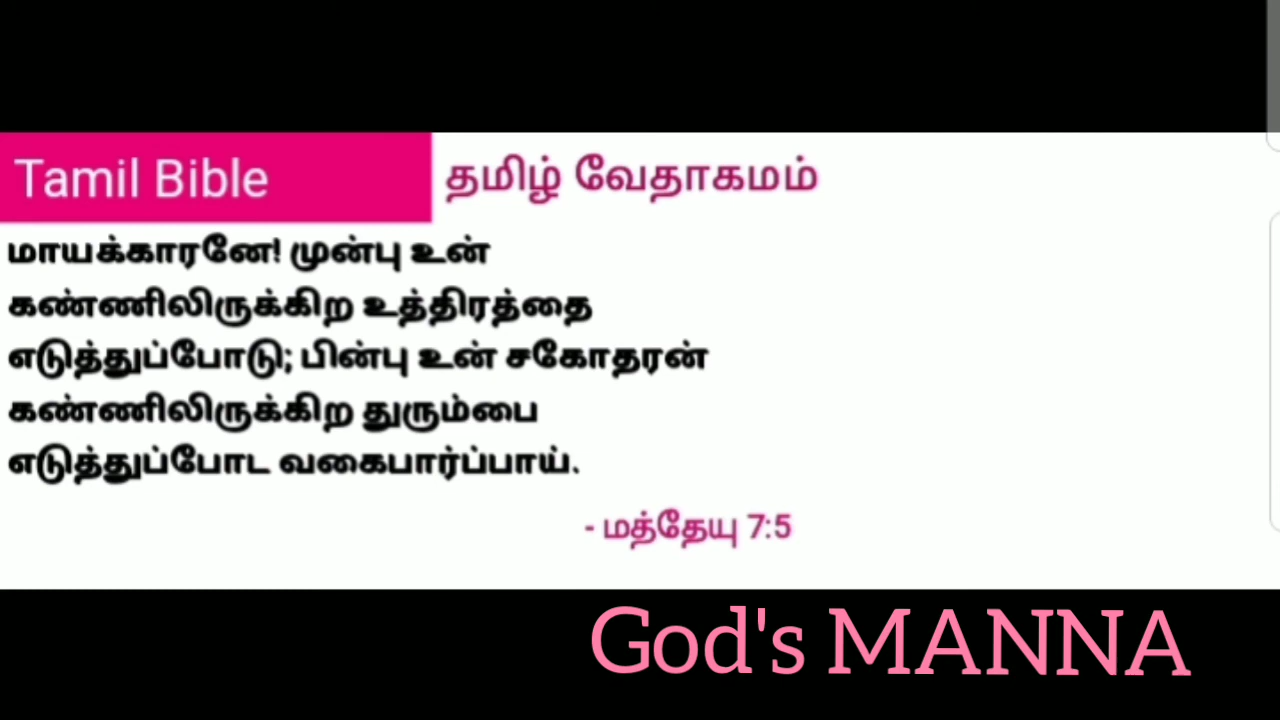 Tamil Bible தமிழ் வேதாகமம்
மாயக்காரனே! முன்பு உன்
கண்ணிலிருக்கிற உத்திரத்தை
எடுத்துப்போடு; பின்பு உன் சகோதரன்
கண்ணிலிருக்கிற துரும்பை
எடுத்துப்போட வகைபார்ப்பாய்.
- மத்தேயு 7:5
God's MANNA